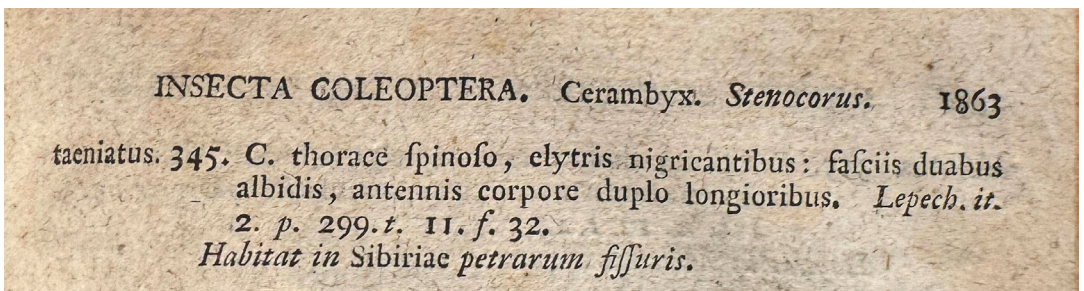 INSECTA COLEOPTERA. Cerambyx. Stenocorus. 1863
taeniatus. 345. C. thorace ſpinoſo, elytris nigricantibus: faſciis duabus
albidis, antennis corpore duplo longioribus. Lepech. it.
2. p. 299. t. 11. f. 32.
Habitat in Sibiriae petrarum fiſſuris.